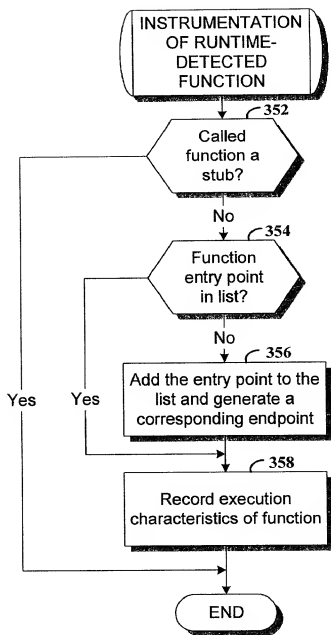 INSTRUMENTATION
OF RUNTIME-
DETECTED
FUNCTION
352
Called
function a
stub?
No
354
Function
entry point
in list?
No
356
Add the entry point to the
list and generate a
corresponding endpoint
Yes
Yes
358
Record execution
characteristics of function
END